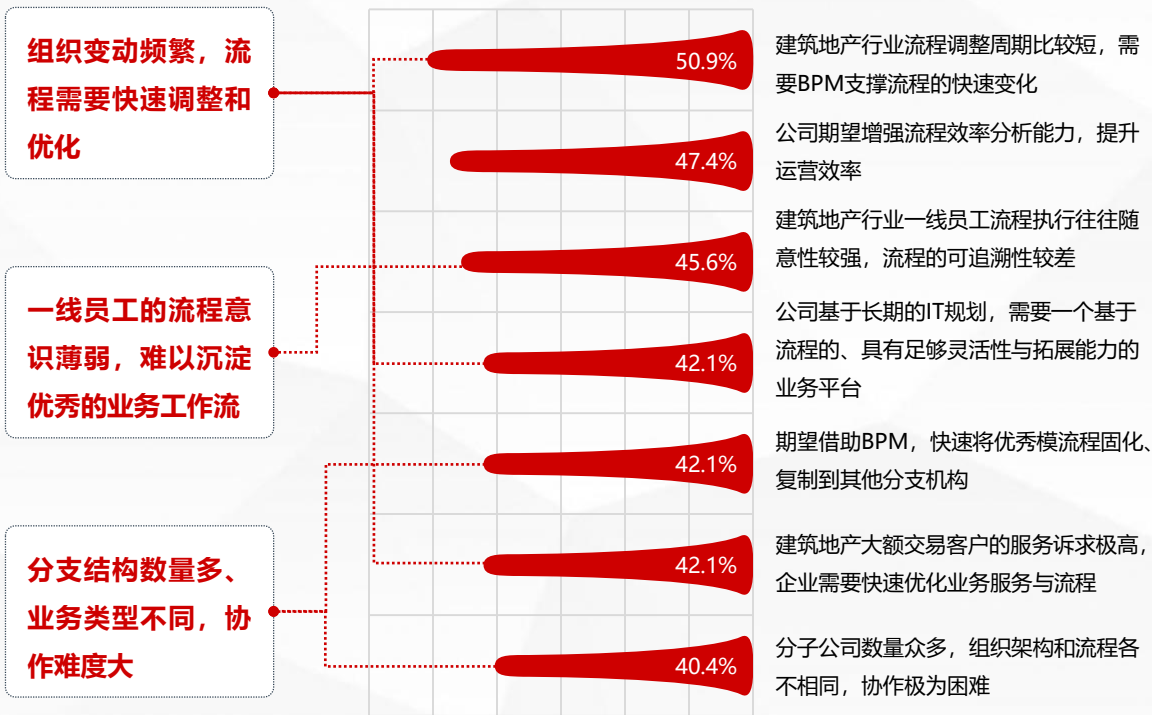 组织变动频繁，流
程需要快速调整和
优化
一线员工的流程意
识薄弱，难以沉淀
优秀的业务工作流
分支结构数量多、
业务类型不同，协
作难度大
50.9%
建筑地产行业流程调整周期比较短，需
要BPM支撑流程的快速变化
47.4%
公司期望增强流程效率分析能力，提升
运营效率
45.6%
建筑地产行业一线员工流程执行往往随
意性较强，流程的可追溯性较差
42.1%
公司基于长期的IT规划，需要一个基于
流程的、具有足够灵活性与拓展能力的
业务平台
42.1%
期望借助BPM，快速将优秀模流程固化、
复制到其他分支机构
42.1%
建筑地产大额交易客户的服务诉求极高，
企业需要快速优化业务服务与流程
40.4%
分子公司数量众多，组织架构和流程各
不相同，协作极为困难